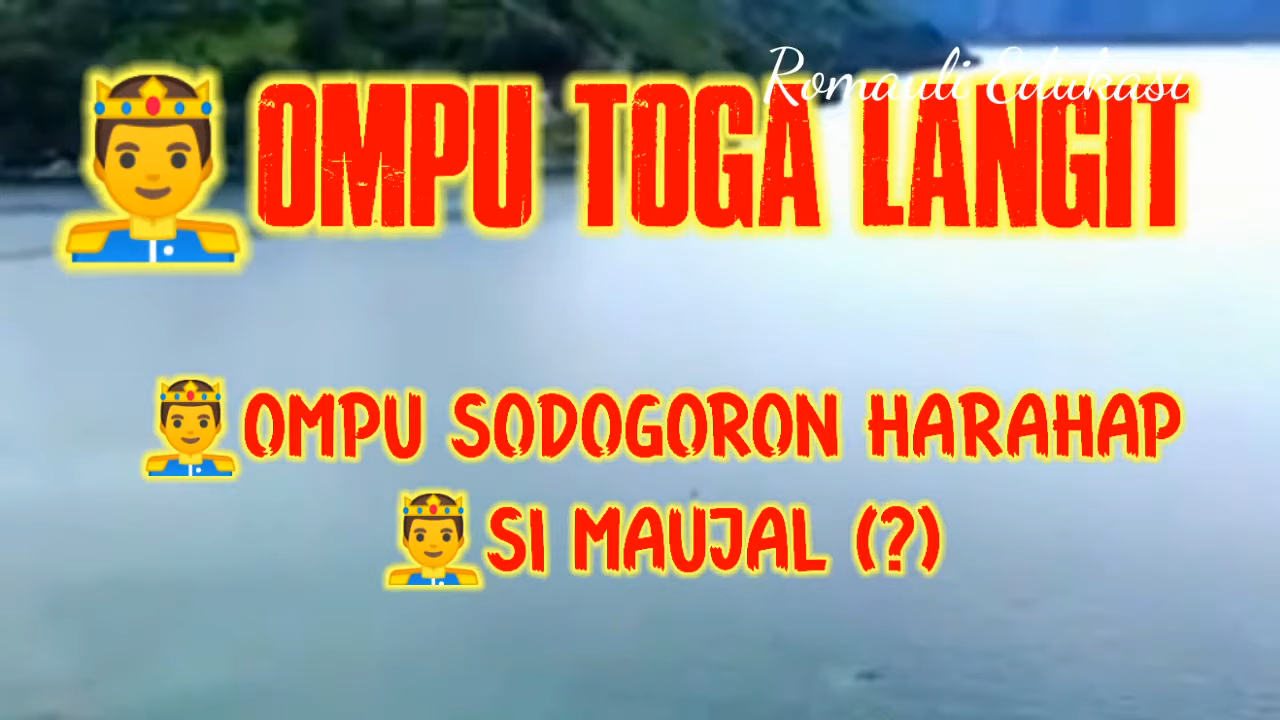 Romauli Edukasi
OMPU TOGA LANGIT
OMPU SODOGORON HARAHAP
SI MAUJAL (?)